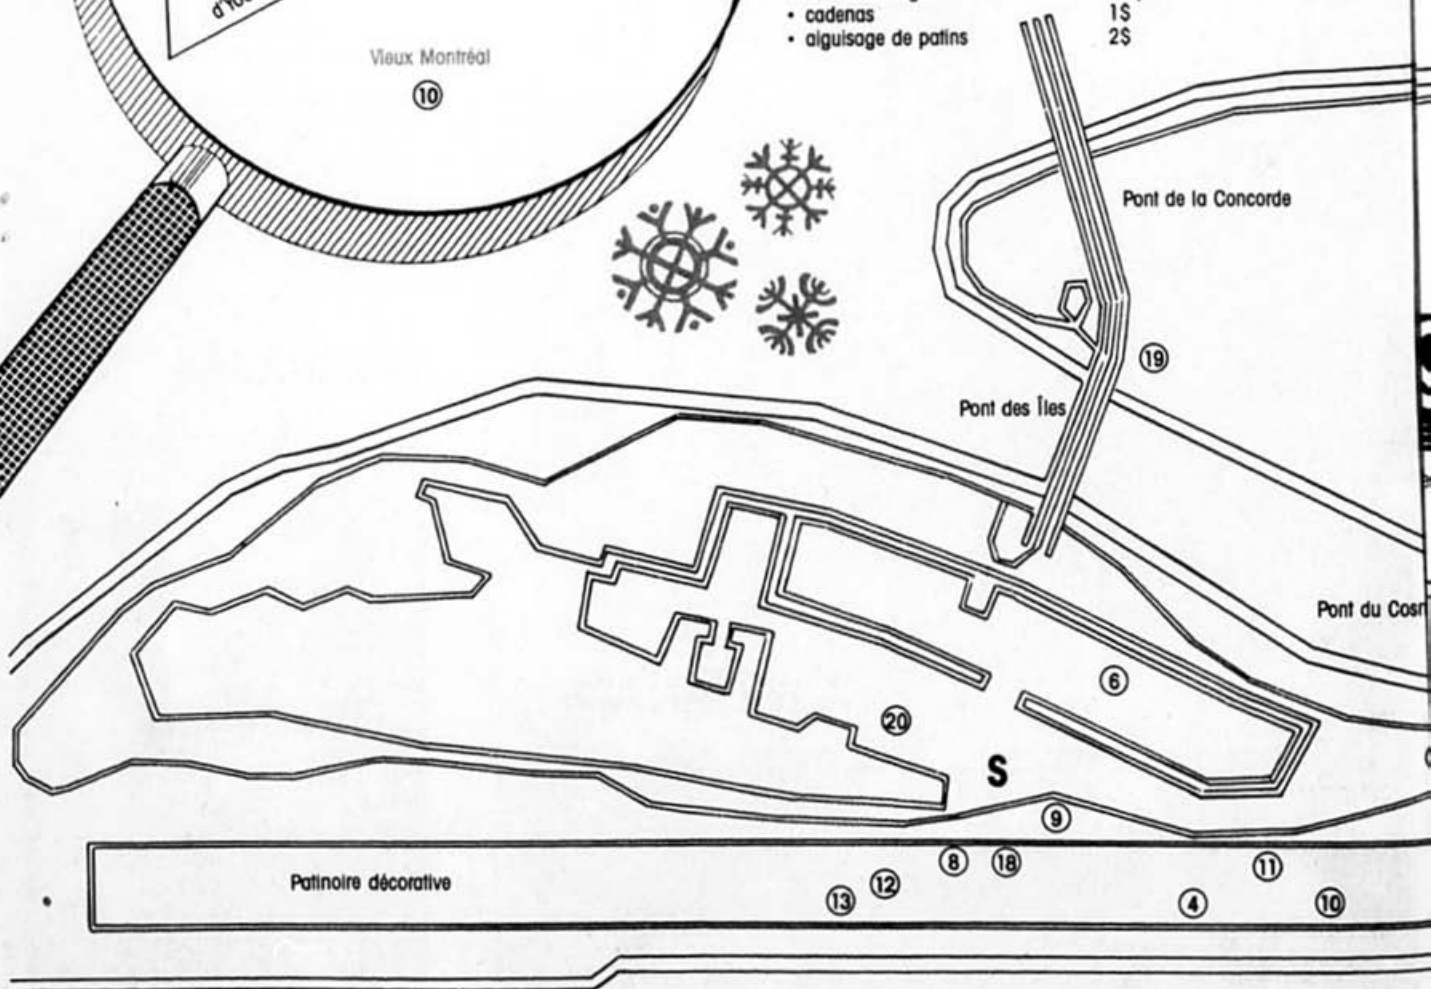 • cadenas 1$
• aiguisage de patins 2$
Vieux Montréal
10
Pont de la Concorde
19
Pont des Îles
Pont du
6
20
S
9
8 18 11
Patinoire décorative
12
13 4 10